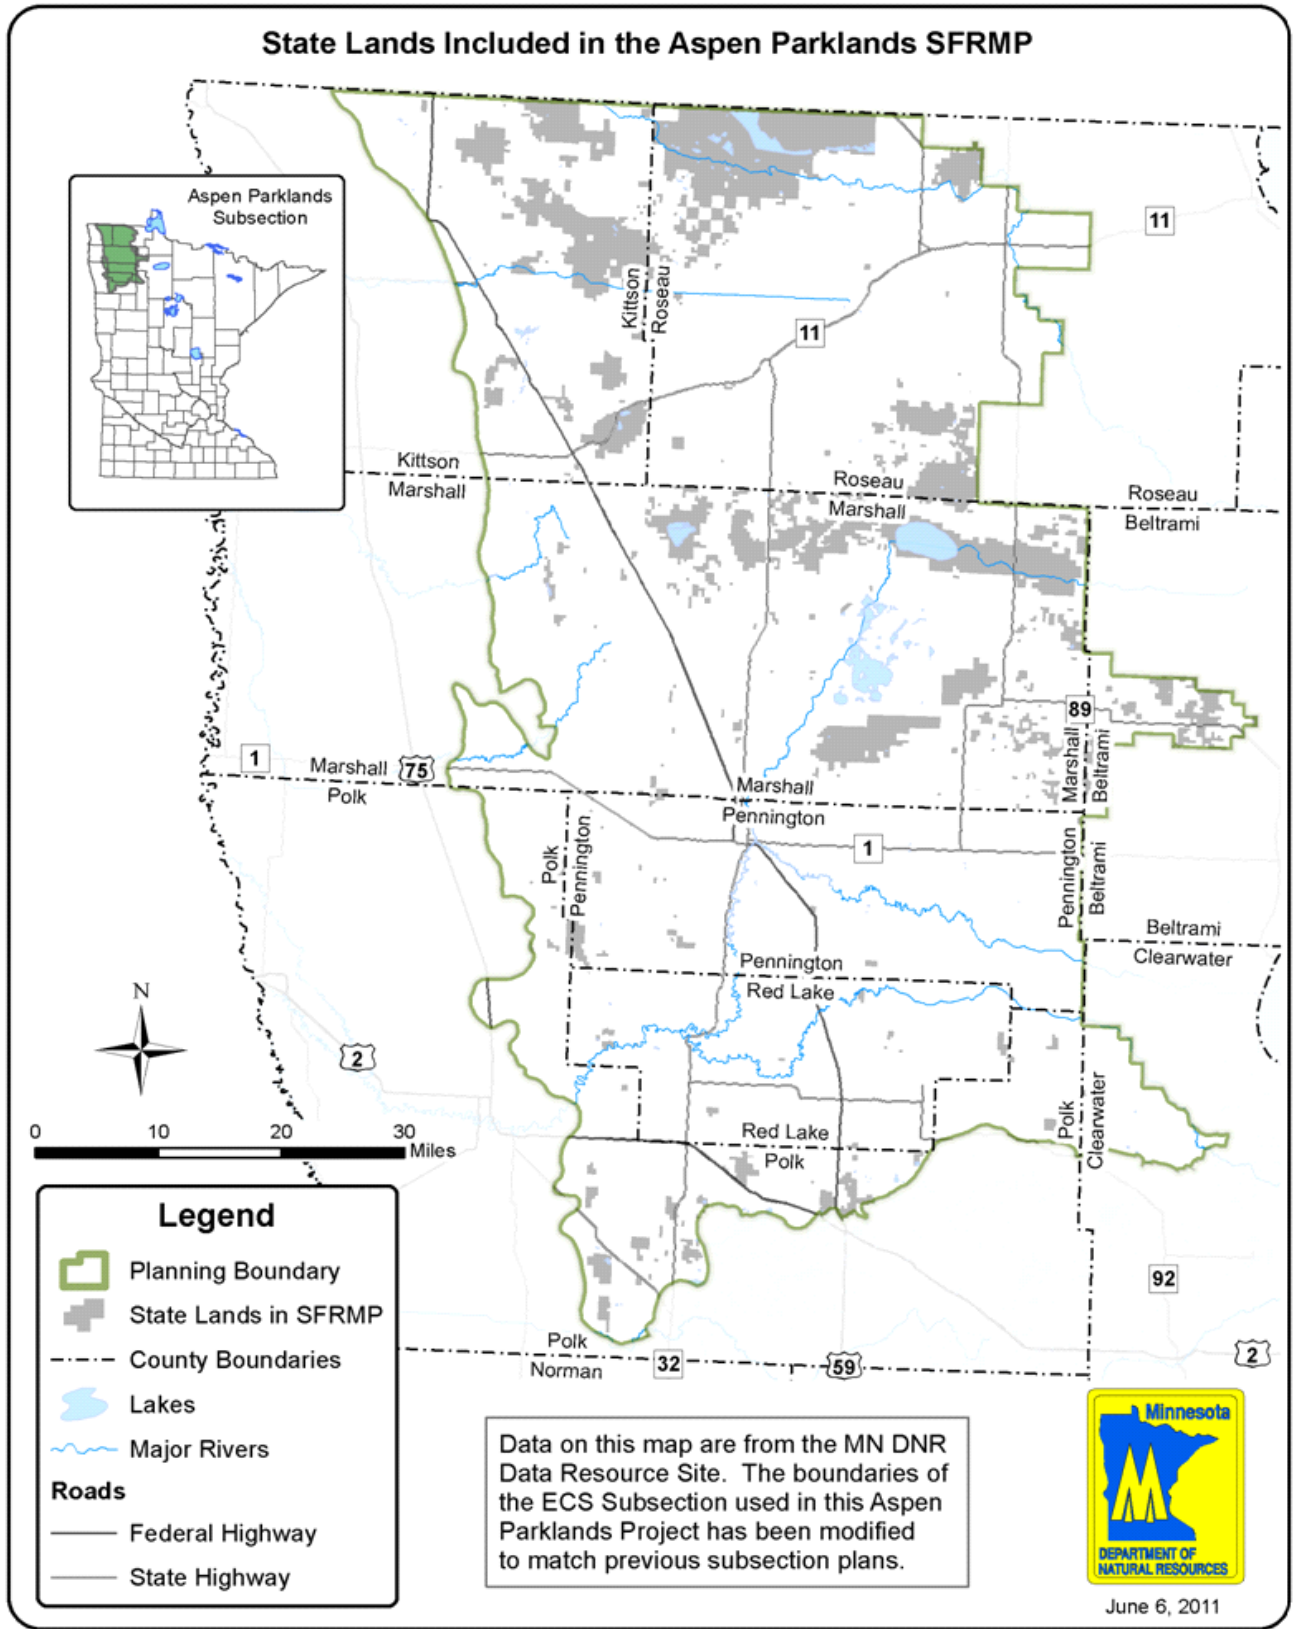 State Lands Included in the Aspen Parklands SFRMP
Aspen Parklands
Subsection
11
Kittson
Roseau
11
Kittson
Marshall
Roseau
Marshall
Roseau
Beltrami
89
Marshall
Beltrami
1
Marshall
75
Polk
Marshall
Pennington
1
Polk
Pennington
Pennington
Beltrami
Beltrami
Clearwater
Pennington
Red Lake
N
2
Polk
Clearwater
0 10 20 30
Miles
Red Lake
Polk
Legend
Planning Boundary
State Lands in SFRMP
County Boundaries
Lakes
Major Rivers
Roads
Federal Highway
State Highway
92
2
Polk
Norman
32
59
Data on this map are from the MN DNR
Data Resource Site. The boundaries of
the ECS Subsection used in this Aspen
Parklands Project has been modified
to match previous subsection plans.
Minnesota
DEPARTMENT OF
NATURAL RESOURCES
June 6, 2011